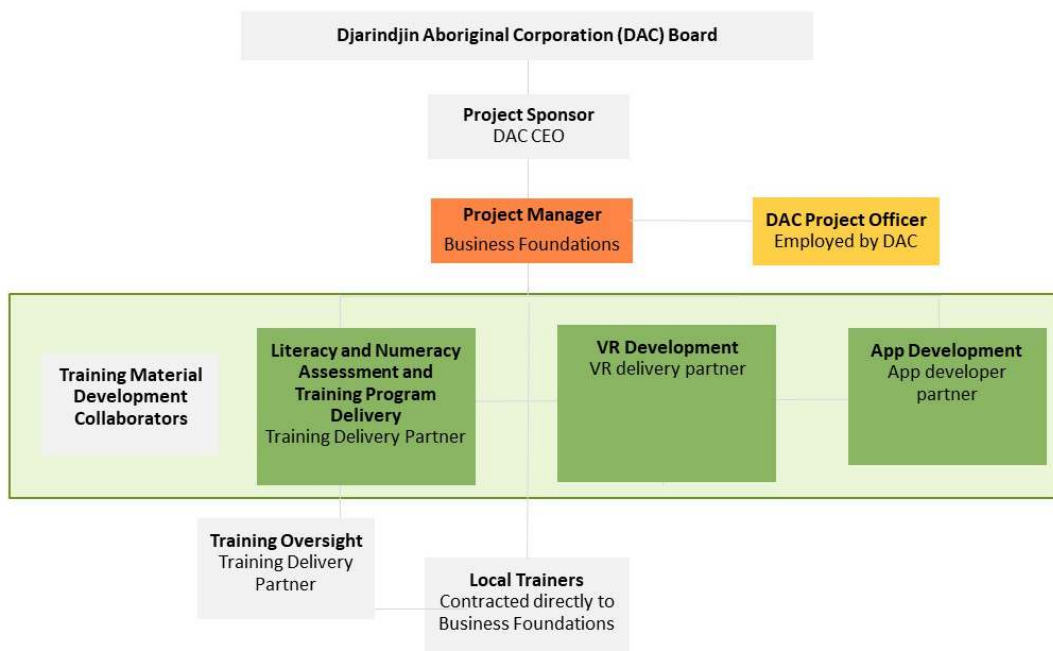 Djarindjin Aboriginal Corporation (DAC) Board
Project Sponsor
DAC CEO
Project Manager
Business Foundations
DAC Project Officer
Employed by DAC
Training Material
Development
Collaborators
Literacy and Numeracy
Assessment and
Training Program
Delivery
Training Delivery Partner
VR Development
VR delivery partner
App Development
App developer
partner
Training Oversight
Training Delivery
Partner
Local Trainers
Contracted directly to
Business Foundations